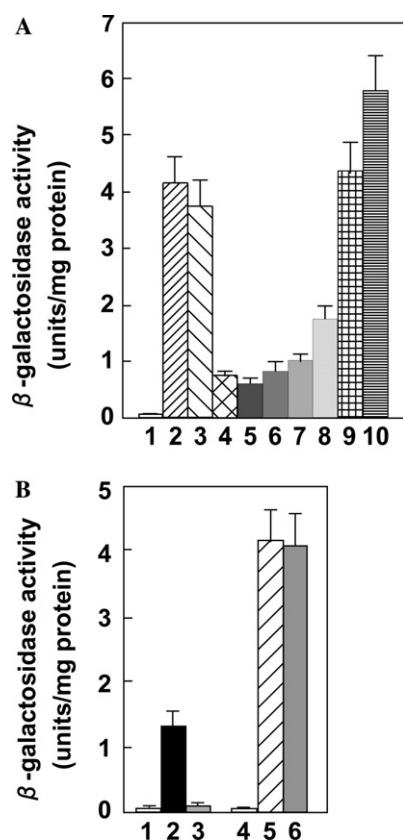 A
β-galactosidase activity
(units/mg protein)
7
6
5
4
3
2
1
0
1 2 3 4 5 6 7 8 9 10
B
β-galactosidase activity
(units/mg protein)
5
4
3
2
1
0
1 2 3 4 5 6